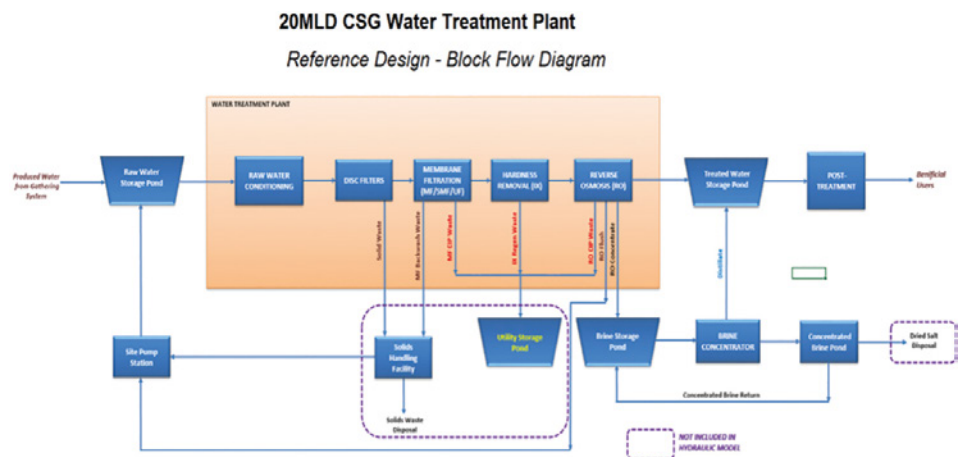 20MLD CSG Water Treatment Plant
Reference Design - Block Flow Diagram
WATER TREATMENT PLANT
Produced Water
from Gathering
System
Raw Water
Storage Pond
RAW WATER
CONDITIONING
DISC FILTERS
MEMBRANE
FILTRATION
(MF/SMF/UF)
HARDNESS
REMOVAL (IX)
REVERSE
OSMOSIS (RO)
Treated Water
Storage Pond
POST-
TREATMENT
Benificial
Users
Solid Waste
MF Backwash Waste
MF CIP Waste
IX Regen Waste
RO CIP Waste
RO Flush
RO Concentrate
Distillate
Site Pump
Station
Solids
Handling
Facility
Utility Storage
Pond
Brine Storage
Pond
BRINE
CONCENTRATOR
Concentrated
Brine Pond
Dried Salt
Disposal
Concentrated Brine Return
Solids Waste
Disposal
NOT INCLUDED IN
HYDRAULIC MODEL